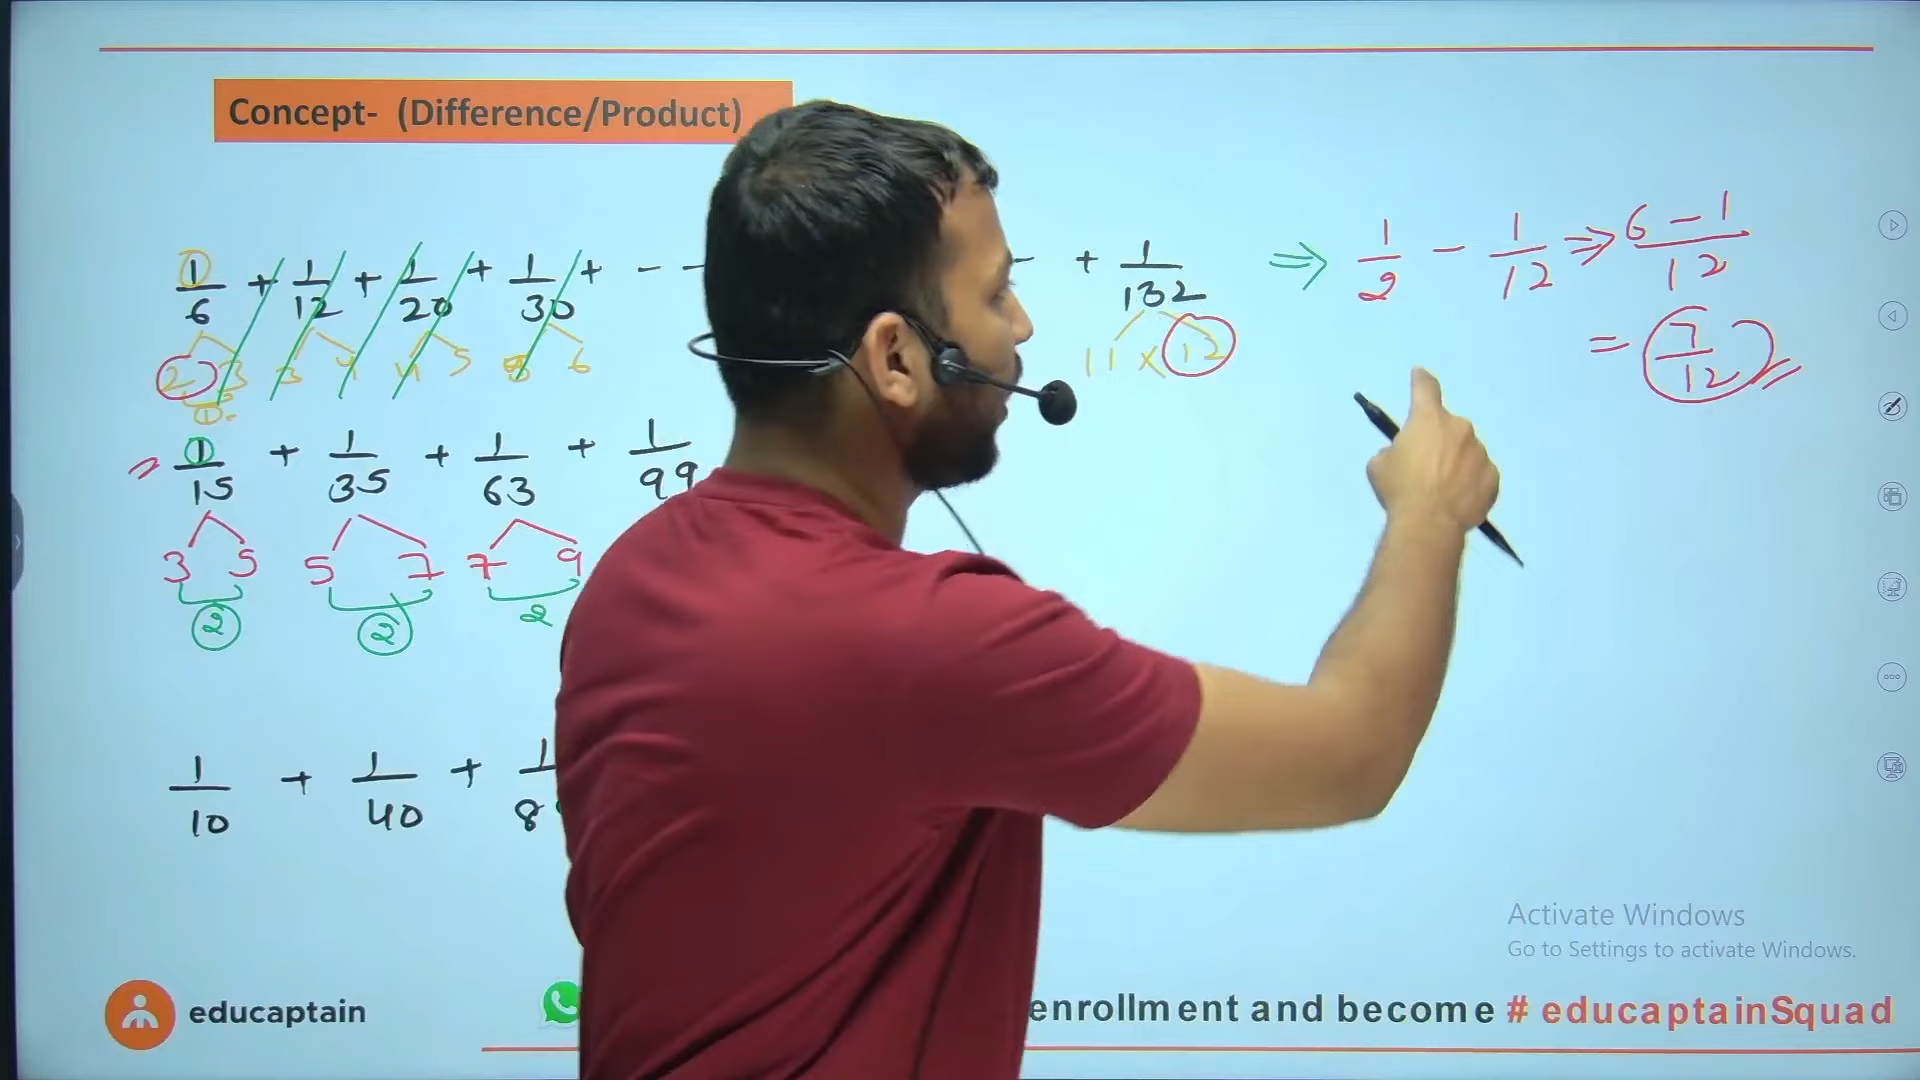 Concept- (Difference/Product)
1/6 + 1/12 + 1/20 + 1/30 + - - - + 1/132 ⇒ 1/2 - 1/12 ⇒ 6-1/12
2 3 3 4 4 5 5 6 11 x 12 = 7/12
1
1/15 + 1/35 + 1/63 + 1/99
3 5 5 7 7 9
2 2 2
1/10 + 1/40 + 1/8
Activate Windows
Go to Settings to activate Windows.
educaptain
enrollment and become # educaptainSquad